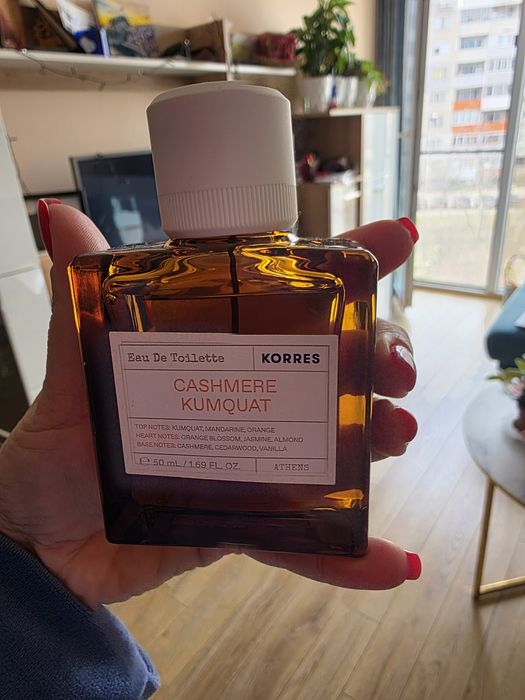 Eau De Toilette KORRES
CASHMERE
KUMQUAT
TOP NOTES: KUMQUAT, MANDARINE, ORANGE
HEART NOTES: ORANGE BLOSSOM, JASMINE, ALMOND
BASE NOTES: CASHMERE, CEDARWOOD, VANILLA
℮ 50 mL / 1.69 FL. OZ. ATHENS